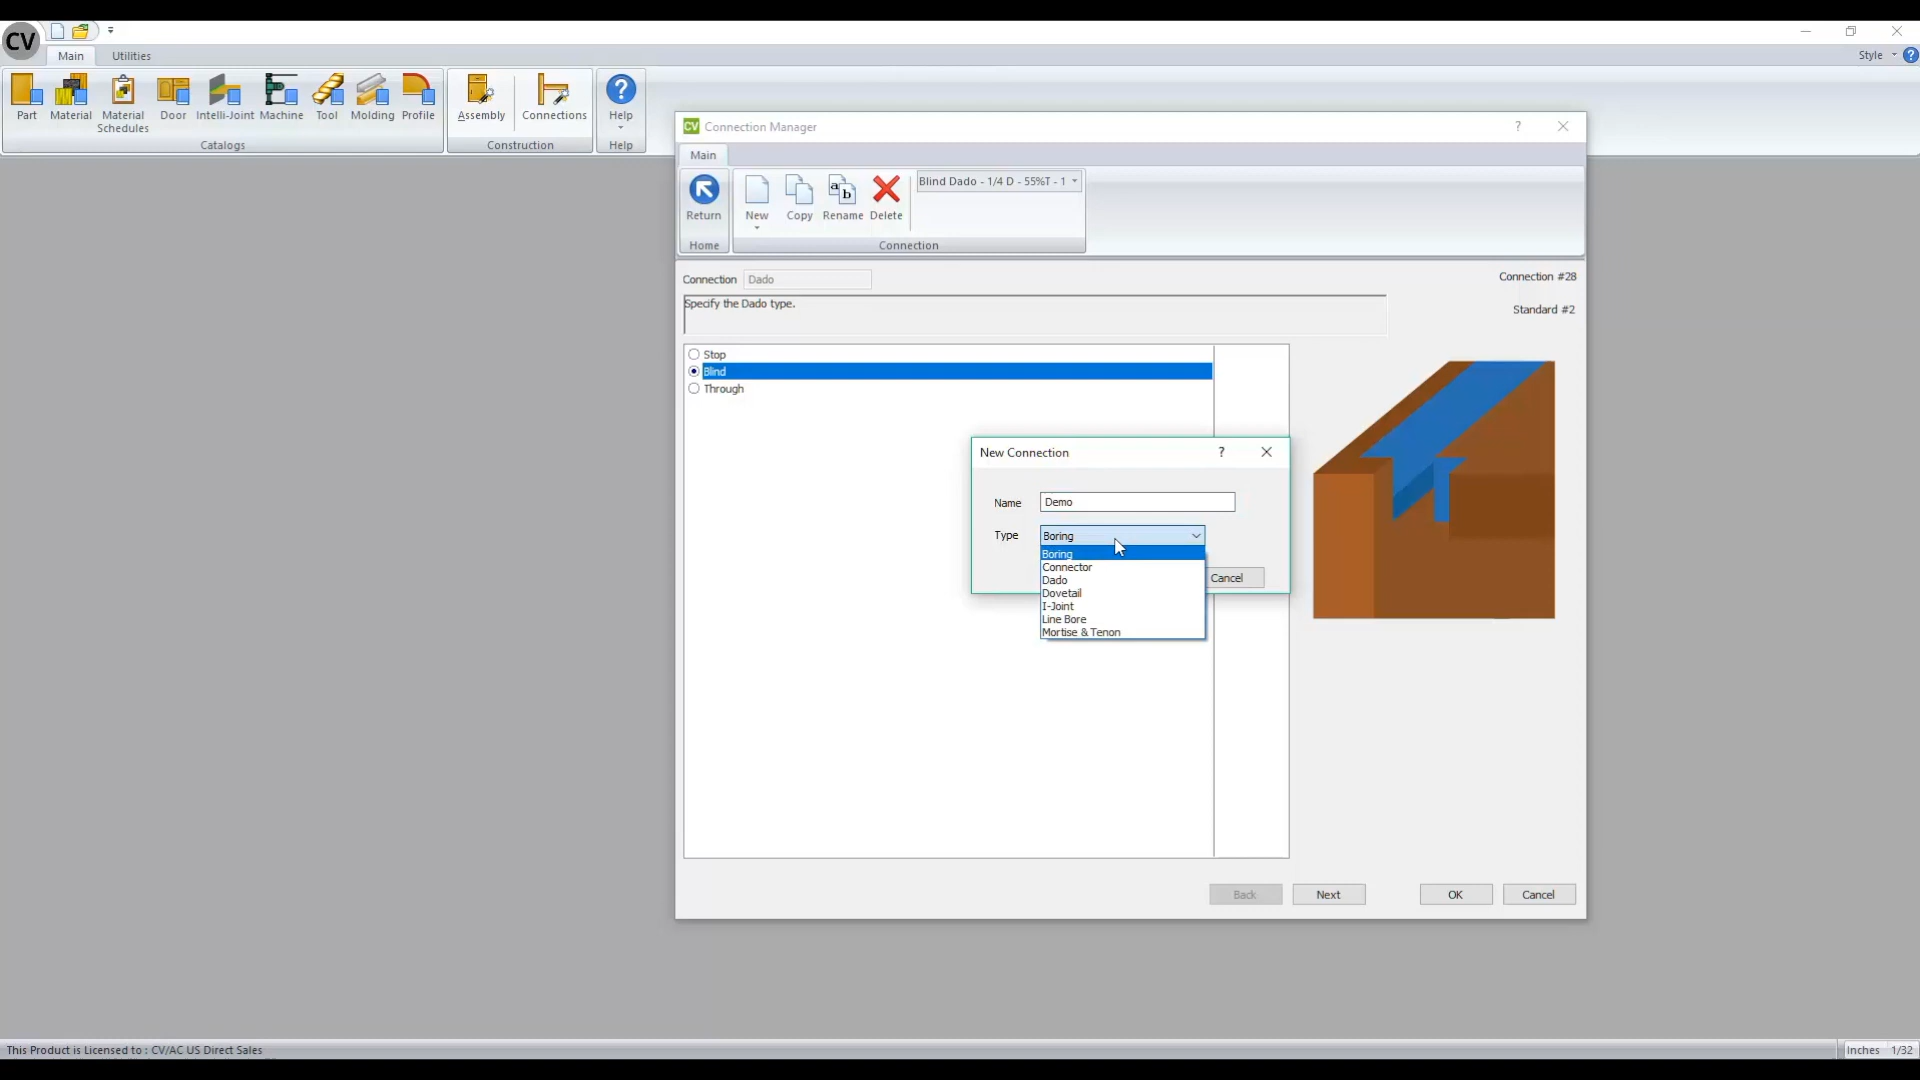 CV
Main
Utilities
Style
Part
Material
Material
Schedules
Door
Intelli-Joint
Machine
Tool
Molding
Profile
Assembly
Connections
Help
Catalogs
Construction
Help
CV Connection Manager
Main
Return
New
Copy
Rename
Delete
Blind Dado - 1/4 D - 55%T - 1
Home
Connection
Connection
Dado
Connection #28
Specify the Dado type.
Standard #2
Stop
Blind
Through
New Connection
Name
Demo
Type
Boring
Boring
Connector
Dado
Dovetail
I-Joint
Line Bore
Mortise & Tenon
Cancel
Back
Next
OK
Cancel
This Product is Licensed to : CV/AC US Direct Sales
Inches 1/32